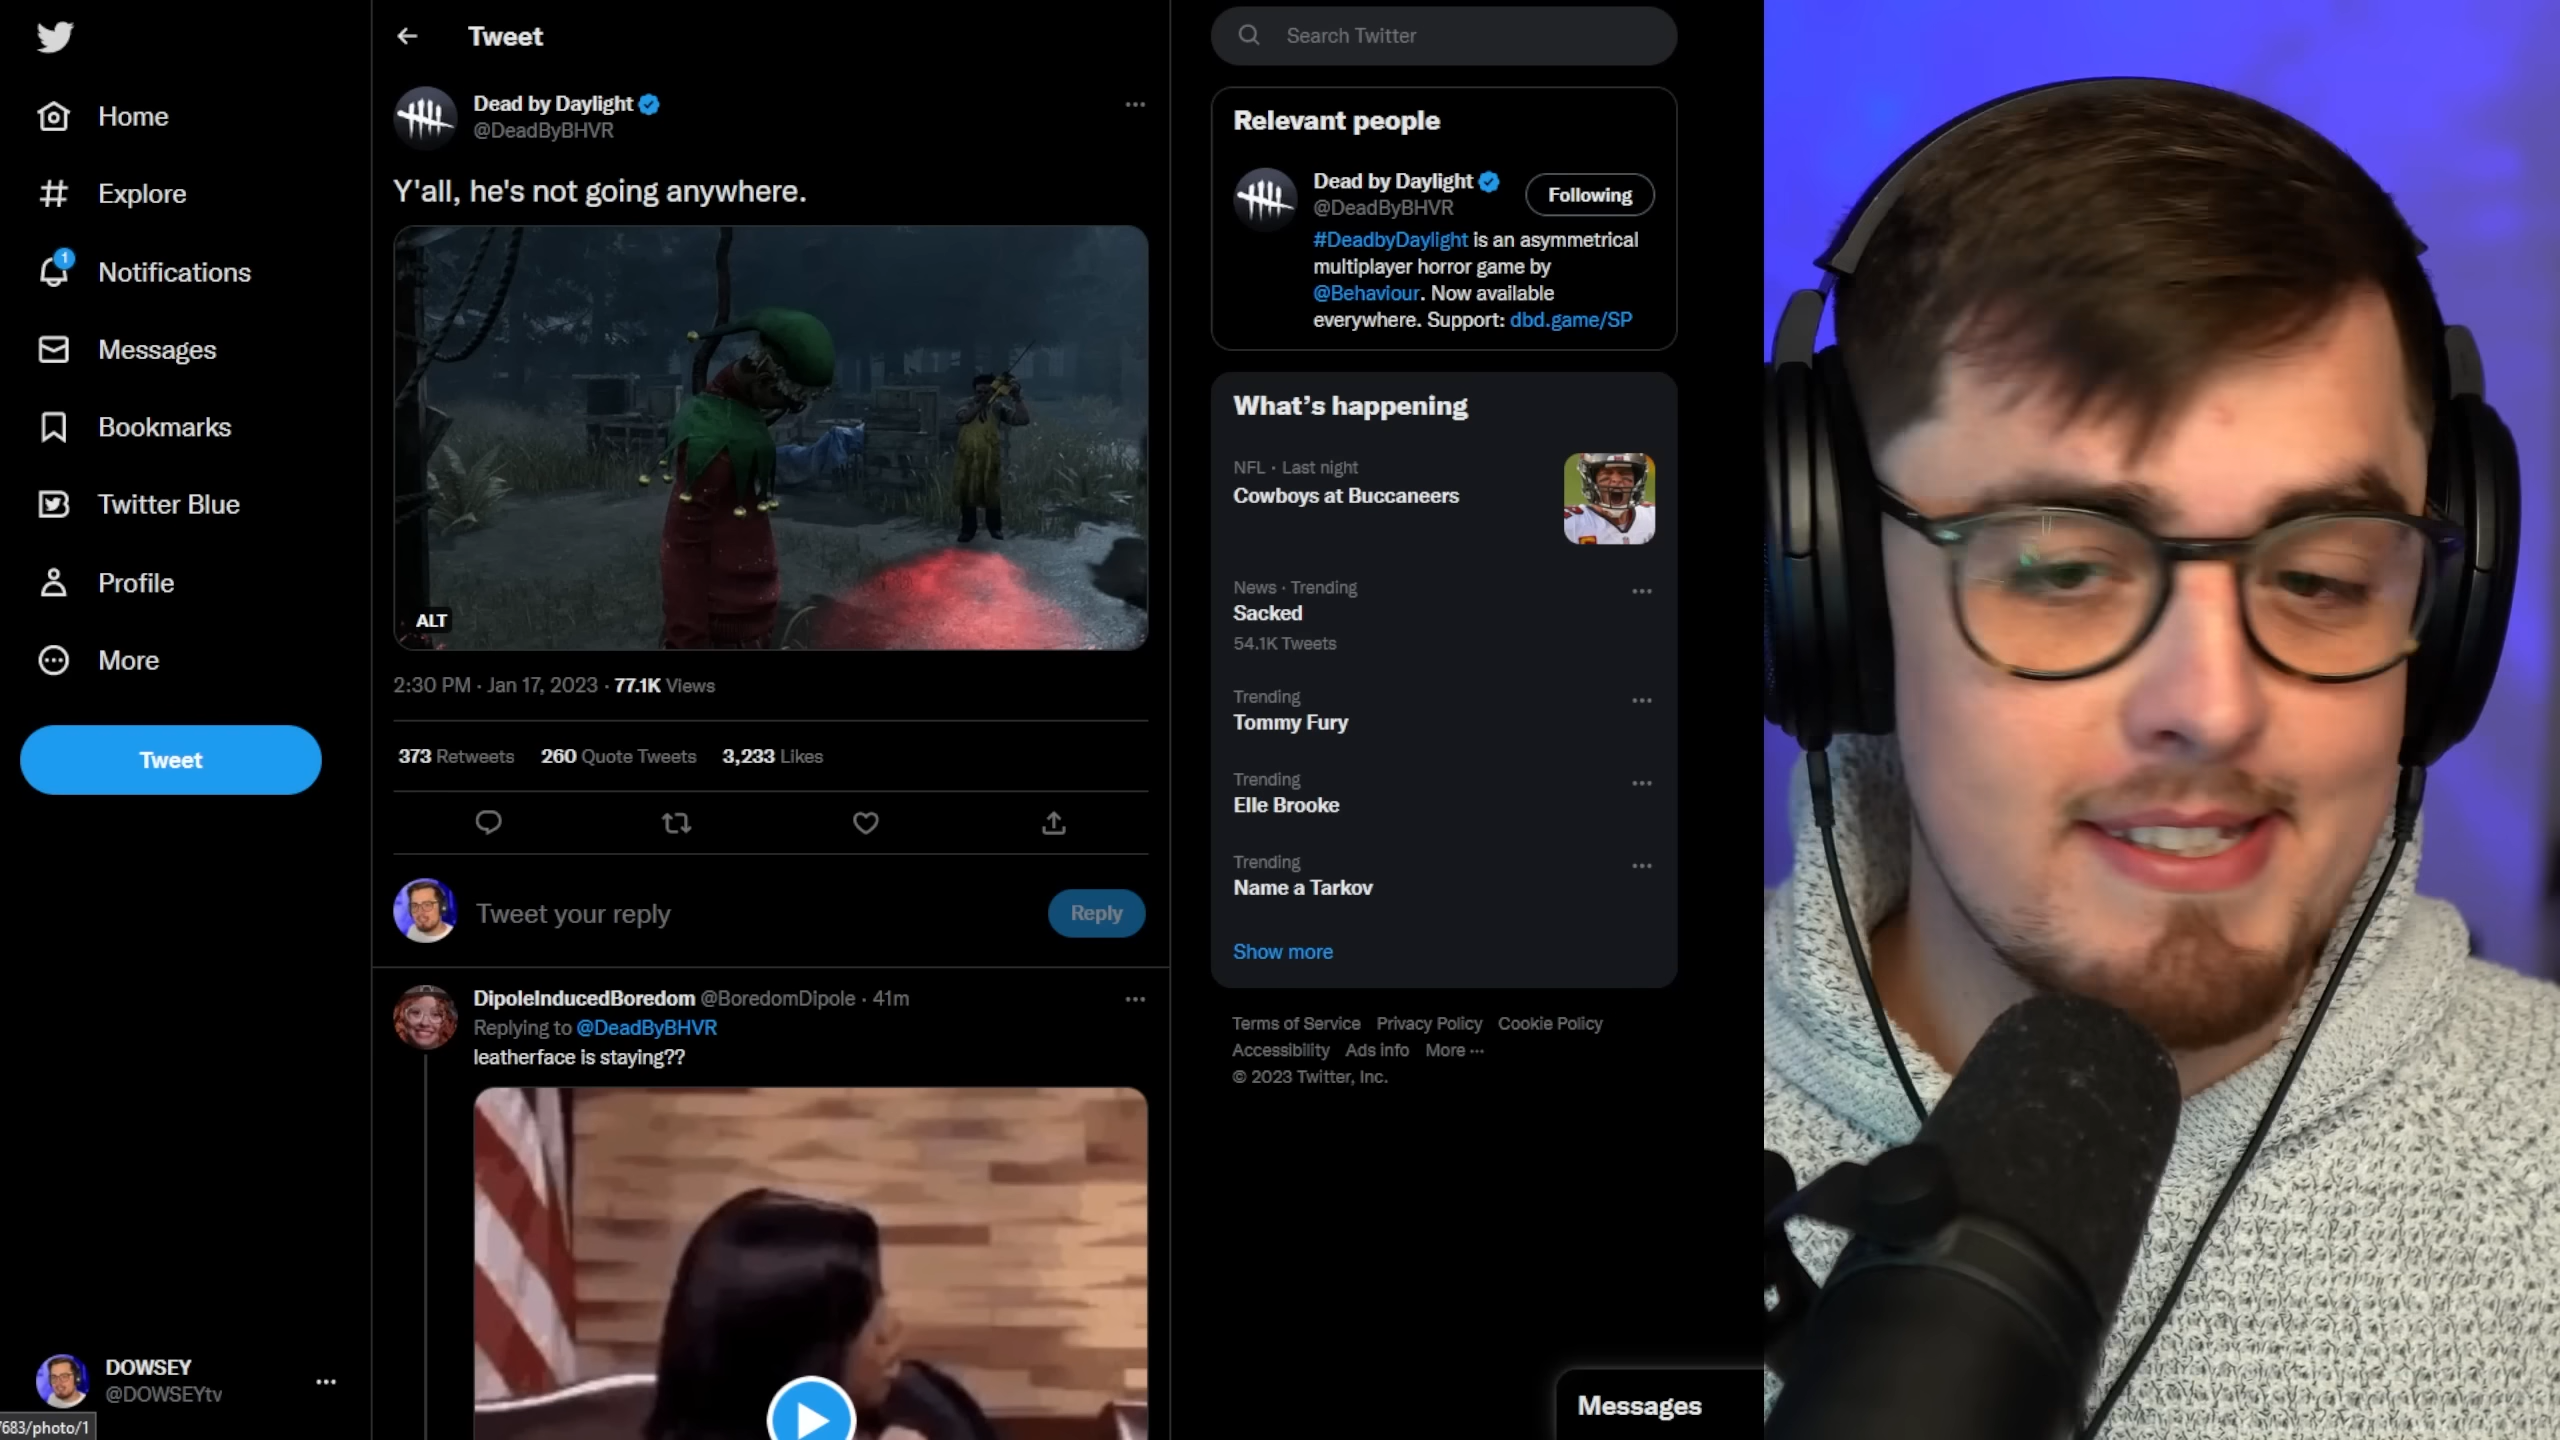 Home
Explore
1
Notifications
Messages
Bookmarks
Twitter Blue
Profile
More
Tweet
DOWSEY
@DOWSEYtv
7683/photo/1
Tweet
Dead by Daylight
@DeadByBHVR
Y'all, he's not going anywhere.
ALT
2:30 PM · Jan 17, 2023 · 77.1K Views
373 Retweets 260 Quote Tweets 3,233 Likes
Tweet your reply
Reply
DipoleInducedBoredom @BoredomDipole · 41m
Replying to @DeadByBHVR
leatherface is staying??
Search Twitter
Relevant people
Dead by Daylight
@DeadByBHVR
Following
#DeadbyDaylight is an asymmetrical
multiplayer horror game by
@Behaviour. Now available
everywhere. Support: dbd.game/SP
What's happening
NFL · Last night
Cowboys at Buccaneers
News · Trending
Sacked
54.1K Tweets
Trending
Tommy Fury
Trending
Elle Brooke
Trending
Name a Tarkov
Show more
Terms of Service Privacy Policy Cookie Policy
Accessibility Ads info More ···
© 2023 Twitter, Inc.
Messages